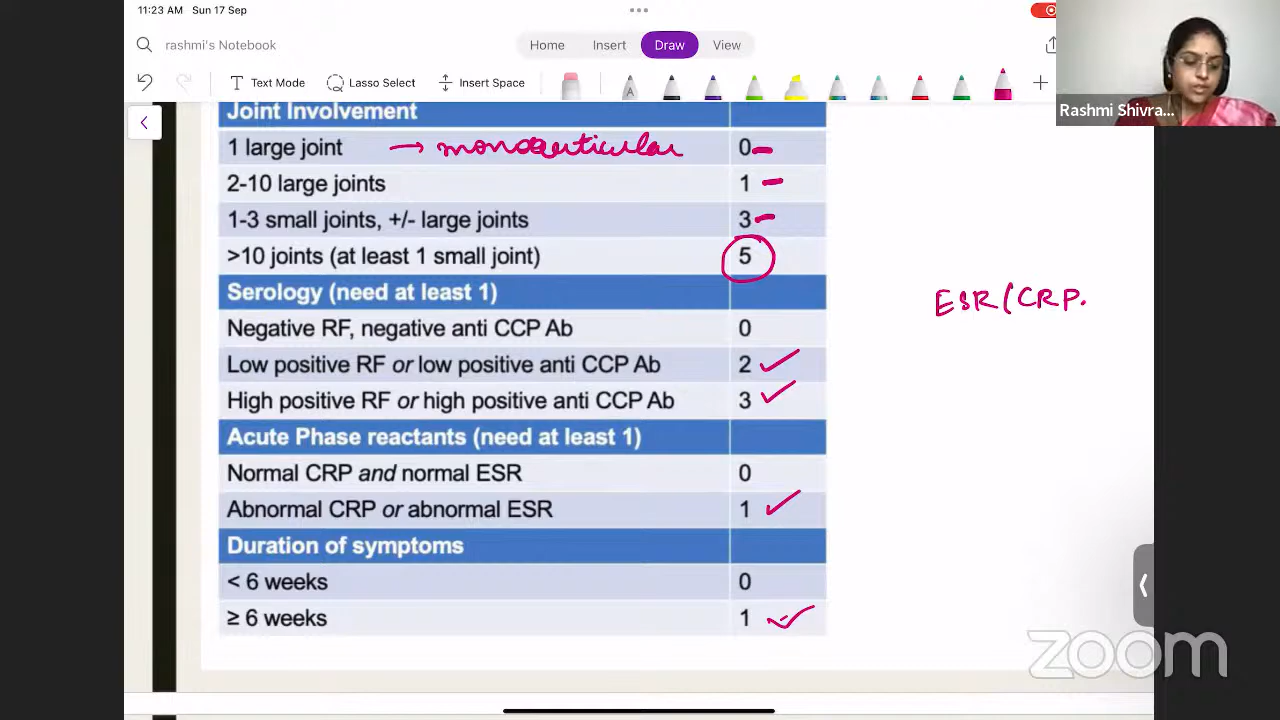 11:23 AM Sun 17 Sep
rashmi's Notebook
Home Insert Draw View
Text Mode Lasso Select Insert Space
A
Rashmi Shivra...
Joint Involvement
1 large joint → monoarticular 0
2-10 large joints 1
1-3 small joints, +/- large joints 3
>10 joints (at least 1 small joint) 5
Serology (need at least 1)
ESR/CRP.
Negative RF, negative anti CCP Ab 0
Low positive RF or low positive anti CCP Ab 2
High positive RF or high positive anti CCP Ab 3
Acute Phase reactants (need at least 1)
Normal CRP and normal ESR 0
Abnormal CRP or abnormal ESR 1
Duration of symptoms
< 6 weeks 0
≥ 6 weeks 1
zoom